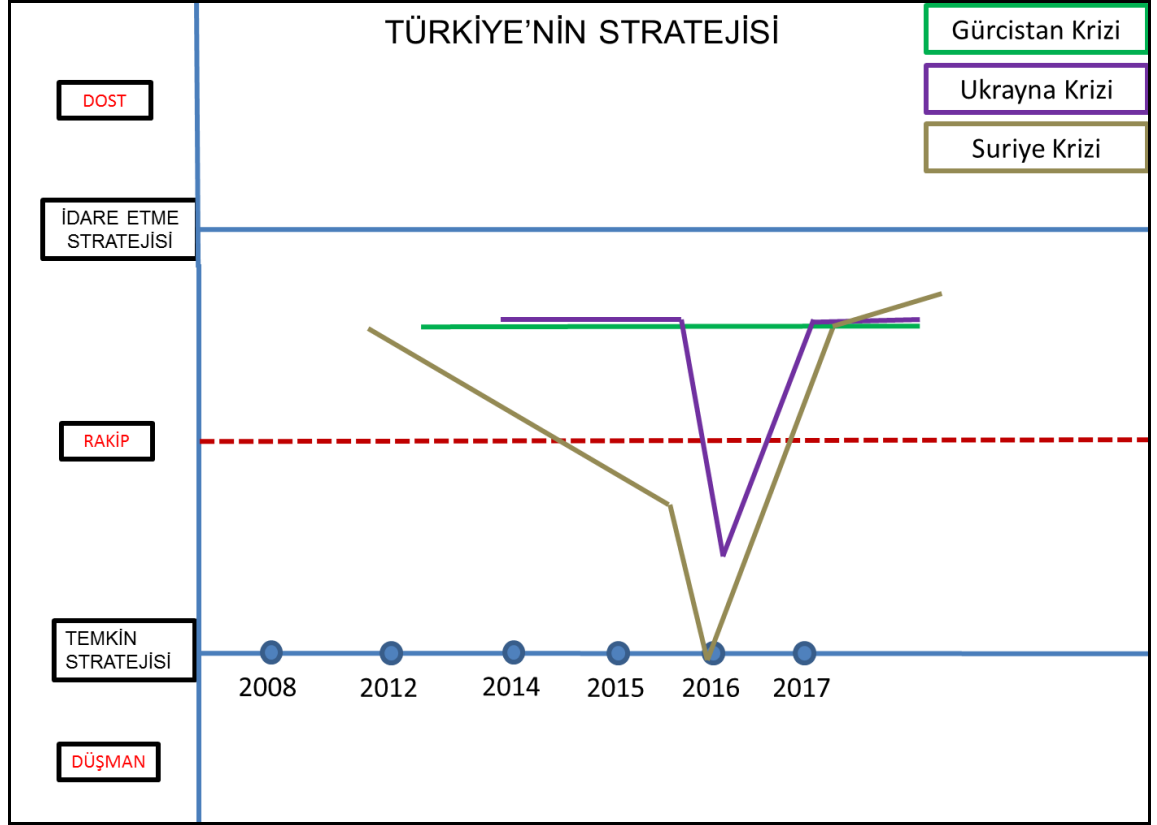 TÜRKİYE'NİN STRATEJİSİ
Gürcistan Krizi
Ukrayna Krizi
Suriye Krizi
DOST
İDARE ETME
STRATEJİSİ
RAKİP
TEMKİN
STRATEJİSİ
2008
2012
2014
2015
2016
2017
DÜŞMAN